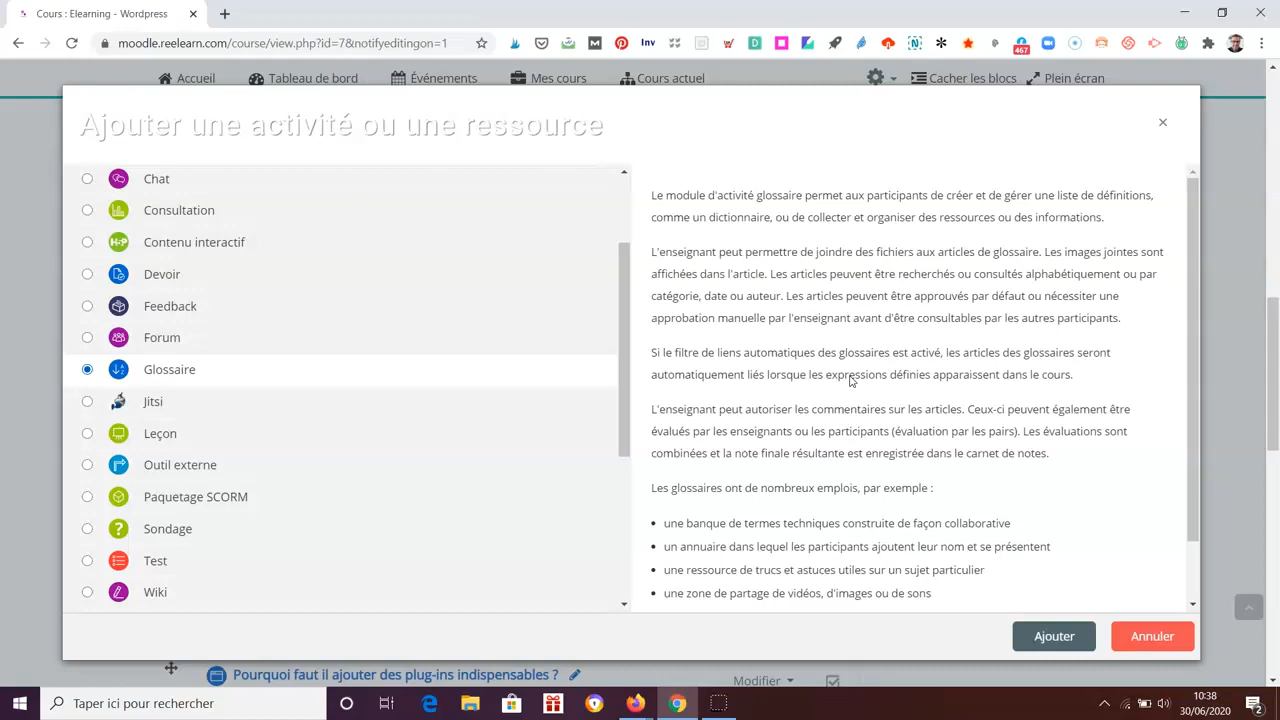 Cours : Elearning - Wordpress
moodle.reelearn.com/course/view.php?id=7&notifyeditingon=1
Inv
D
467
Accueil
Tableau de bord
Événements
Mes cours
Cours actuel
Cacher les blocs
Plein écran
Ajouter une activité ou une ressource
Chat
Consultation
H-P
Contenu interactif
Devoir
Feedback
Forum
Glossaire
Jitsi
Leçon
Outil externe
Paquetage SCORM
Sondage
Test
Wiki
Le module d'activité glossaire permet aux participants de créer et de gérer une liste de définitions,
comme un dictionnaire, ou de collecter et organiser des ressources ou des informations.
L'enseignant peut permettre de joindre des fichiers aux articles de glossaire. Les images jointes sont
affichées dans l'article. Les articles peuvent être recherchés ou consultés alphabétiquement ou par
catégorie, date ou auteur. Les articles peuvent être approuvés par défaut ou nécessiter une
approbation manuelle par l'enseignant avant d'être consultables par les autres participants.
Si le filtre de liens automatiques des glossaires est activé, les articles des glossaires seront
automatiquement liés lorsque les expressions définies apparaissent dans le cours.
L'enseignant peut autoriser les commentaires sur les articles. Ceux-ci peuvent également être
évalués par les enseignants ou les participants (évaluation par les pairs). Les évaluations sont
combinées et la note finale résultante est enregistrée dans le carnet de notes.
Les glossaires ont de nombreux emplois, par exemple :
• une banque de termes techniques construite de façon collaborative
• un annuaire dans lequel les participants ajoutent leur nom et se présentent
• une ressource de trucs et astuces utiles sur un sujet particulier
• une zone de partage de vidéos, d'images ou de sons
Ajouter
Annuler
Pourquoi faut il ajouter des plug-ins indispensables ?
Modifier
Taper ici pour rechercher
10:38
30/06/2020
2